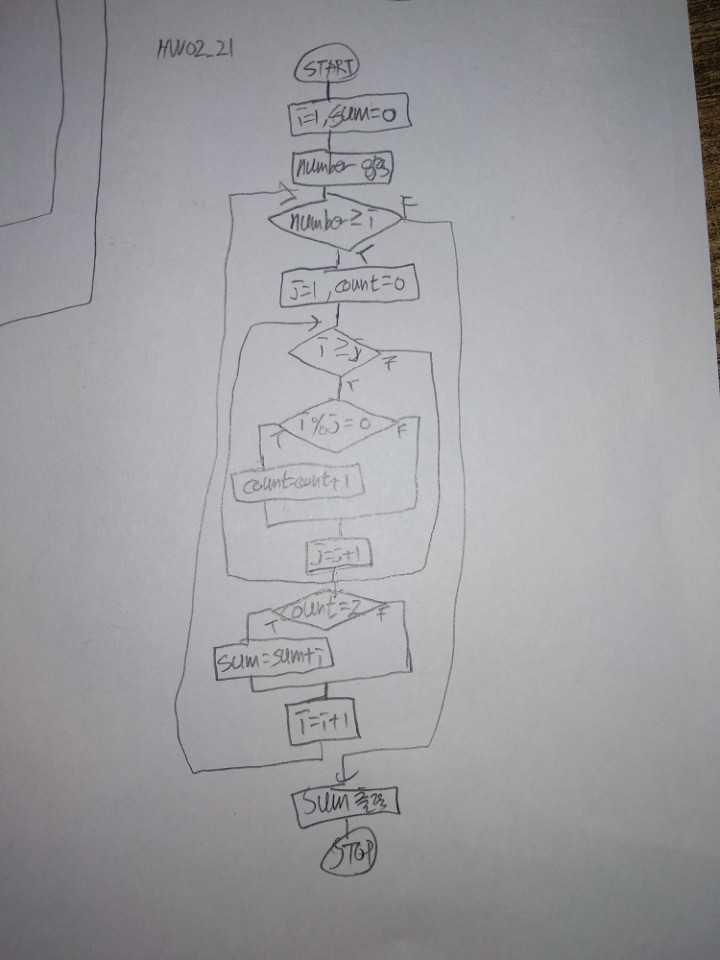 HW02_21
START
i=1, sum=0
number 입력
number≥i
F
T
j=1, count=0
i≥j
F
T
i%j=0
T
F
count=count+1
j=j+1
count=2
T
F
sum=sum+i
i=i+1
sum 출력
STOP